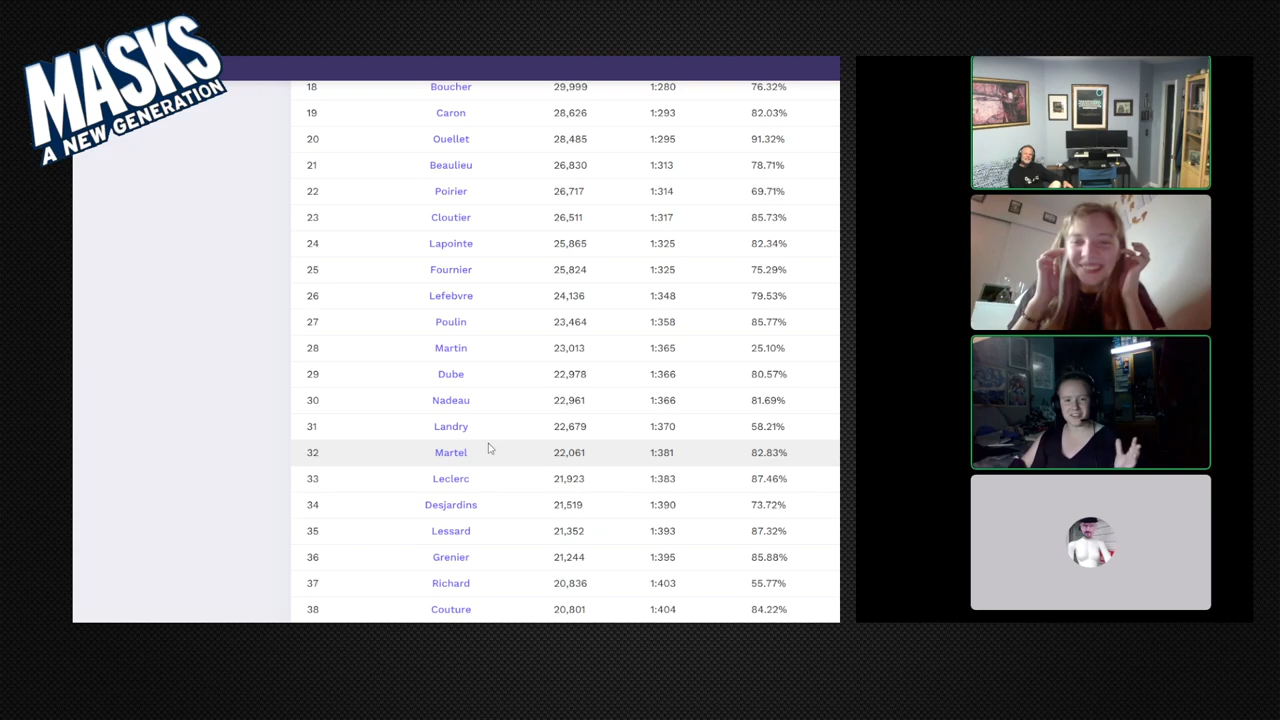 MASKS
A NEW GENERATION
18 Boucher 29,999 1:280 76.32%
19 Caron 28,626 1:293 82.03%
20 Ouellet 28,485 1:295 91.32%
21 Beaulieu 26,830 1:313 78.71%
22 Poirier 26,717 1:314 69.71%
23 Cloutier 26,511 1:317 85.73%
24 Lapointe 25,865 1:325 82.34%
25 Fournier 25,824 1:325 75.29%
26 Lefebvre 24,136 1:348 79.53%
27 Poulin 23,464 1:358 85.77%
28 Martin 23,013 1:365 25.10%
29 Dube 22,978 1:366 80.57%
30 Nadeau 22,961 1:366 81.69%
31 Landry 22,679 1:370 58.21%
32 Martel 22,061 1:381 82.83%
33 Leclerc 21,923 1:383 87.46%
34 Desjardins 21,519 1:390 73.72%
35 Lessard 21,352 1:393 87.32%
36 Grenier 21,244 1:395 85.88%
37 Richard 20,836 1:403 55.77%
38 Couture 20,801 1:404 84.22%